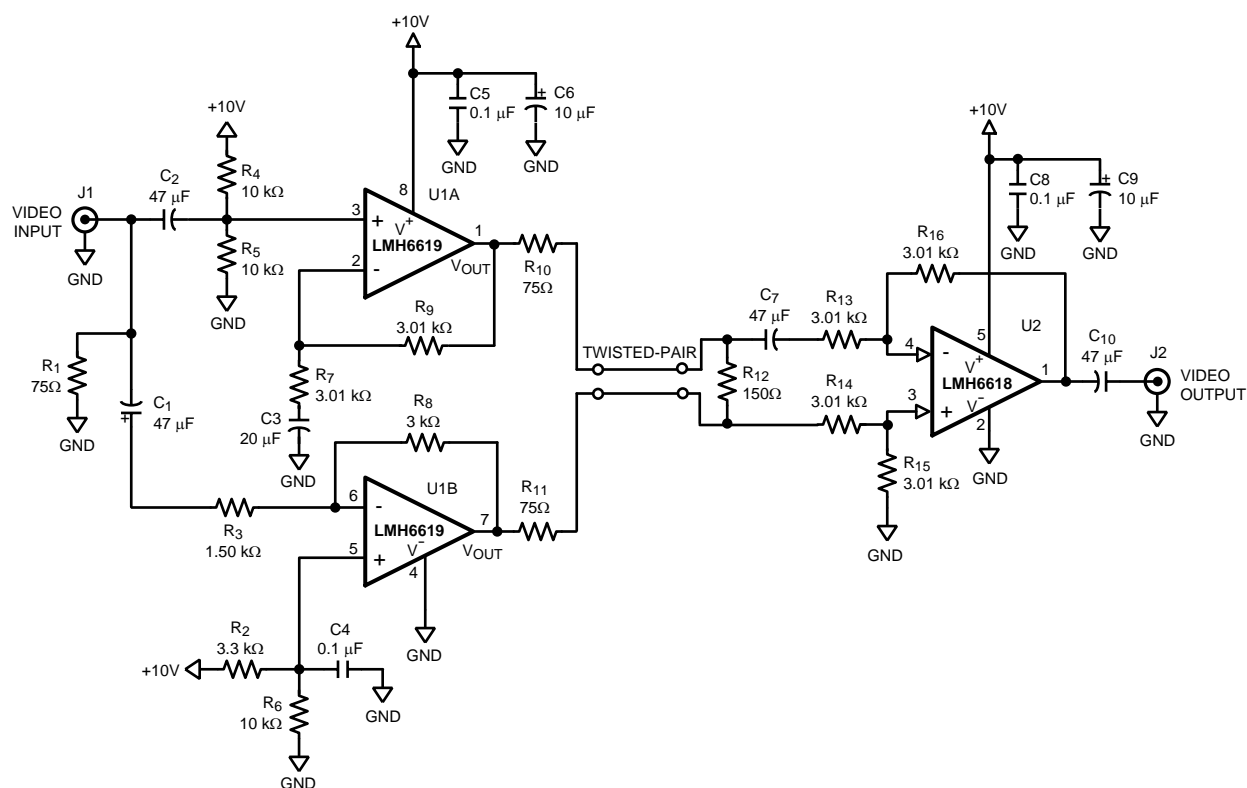 +10V
C5
0.1 µF
C6
10 µF
GND
GND
+10V
R4
10 kΩ
C2
47 µF
J1
VIDEO
INPUT
GND
R5
10 kΩ
GND
8
U1A
3
+
V+
LMH6619
1
2
-
VOUT
R10
75Ω
R9
3.01 kΩ
R7
3.01 kΩ
C3
20 µF
GND
R1
75Ω
GND
C1
+
47 µF
R8
3 kΩ
U1B
R3
1.50 kΩ
6
-
LMH6619
7
5
+
V-
VOUT
4
R11
75Ω
GND
R2
3.3 kΩ
+10V
C4
0.1 µF
GND
R6
10 kΩ
GND
TWISTED-PAIR
R12
150Ω
C7
47 µF
R13
3.01 kΩ
R14
3.01 kΩ
R15
3.01 kΩ
GND
R16
3.01 kΩ
+10V
C8
0.1 µF
C9
+
10 µF
GND
GND
5
U2
4
-
V+
LMH6618
1
3
+
V-
2
GND
C10
47 µF
J2
VIDEO
OUTPUT
GND